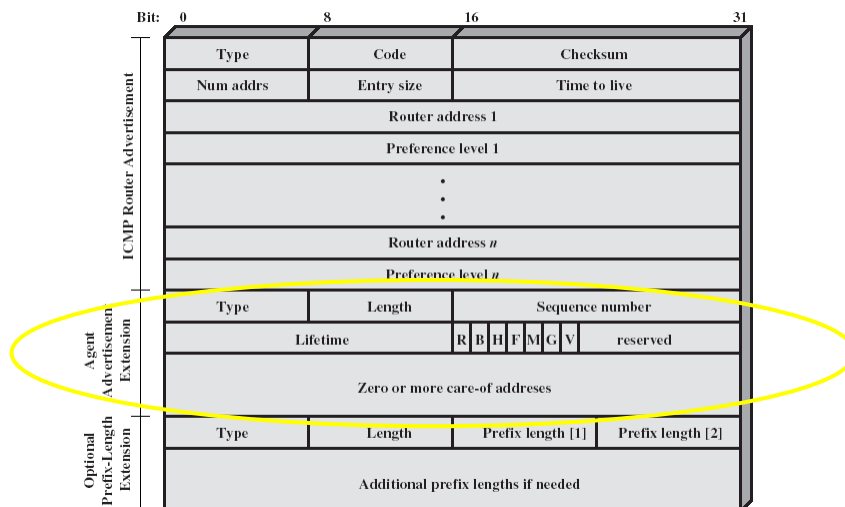 Bit: 0 8 16 31
Type Code Checksum
Num addrs Entry size Time to live
Router address 1
Preference level 1
Router address n
Preference level n
ICMP Router Advertisement
Type Length Sequence number
Lifetime R B H F M G V reserved
Zero or more care-of addreses
Agent
Advertisement
Extension
Type Length Prefix length [1] Prefix length [2]
Additional prefix lengths if needed
Optional
Prefix-Length
Extension